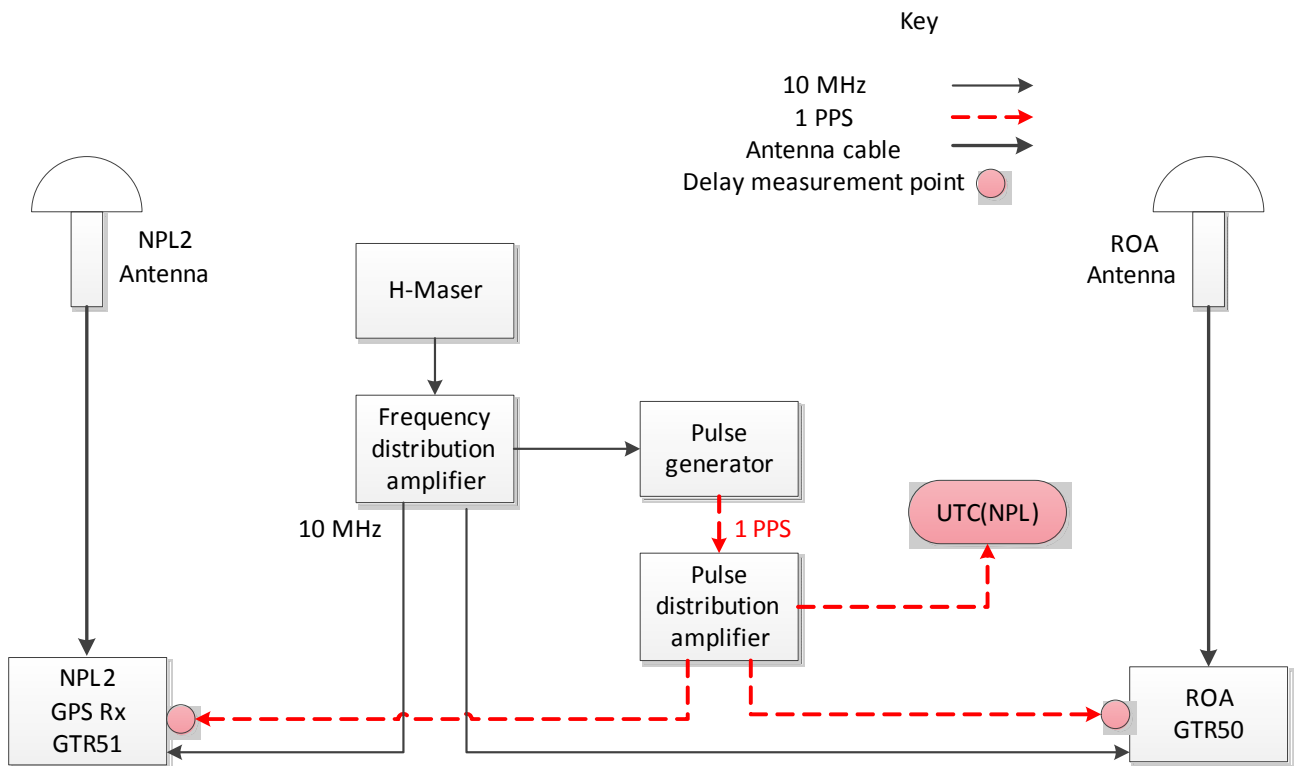 Key
10 MHz
1 PPS
Antenna cable
Delay measurement point
NPL2
Antenna
ROA
Antenna
H-Maser
Frequency
distribution
amplifier
Pulse
generator
UTC(NPL)
10 MHz
1 PPS
Pulse
distribution
amplifier
NPL2
GPS Rx
GTR51
ROA
GTR50